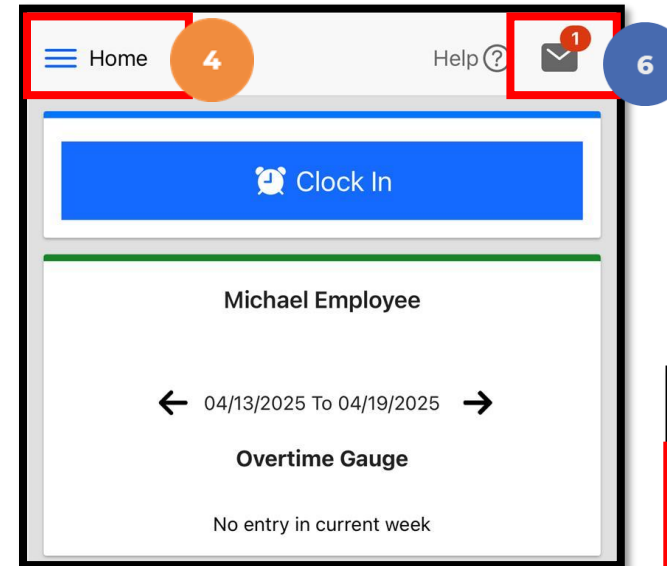 Home 4 Help ? 1 6
Clock In
Michael Employee
04/13/2025 To 04/19/2025
Overtime Gauge
No entry in current week